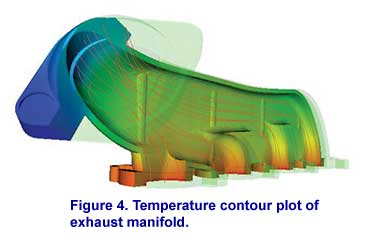 Figure 4. Temperature contour plot of
exhaust manifold.